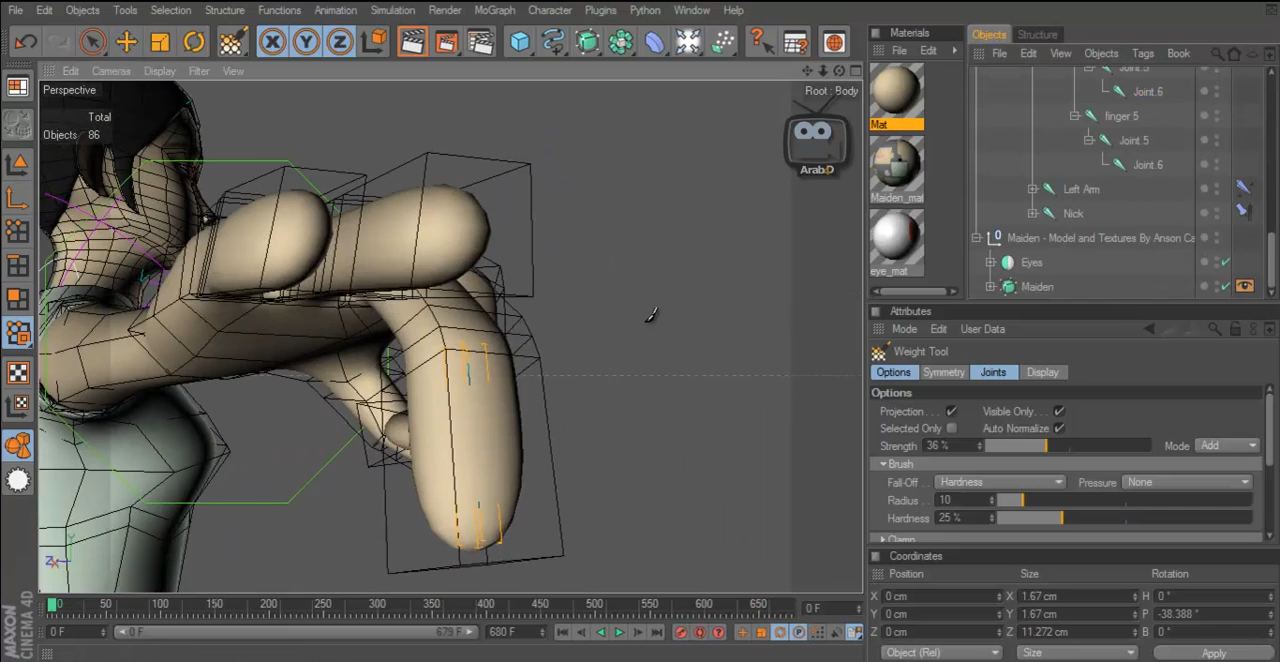 File Edit Objects Tools Selection Structure Functions Animation Simulation Render MoGraph Character Plugins Python Window Help
Edit Cameras Display Filter View
Perspective
Root : Body
Total
Objects 86
Arab4D
Materials
File Edit
Mat
Maiden_mat
eye_mat
Objects Structure
File Edit View Objects Tags Book
Joint.5
Joint.6
finger 5
Joint.5
Joint.6
Left Arm
Nick
Maiden - Model and Textures By Anson Ca
Eyes
Maiden
Attributes
Mode Edit User Data
Weight Tool
Options Symmetry Joints Display
Options
Projection . . . Visible Only . . .
Selected Only Auto Normalize
Strength 36 % Mode Add
Brush
Fall-Off . . Hardness Pressure None
Radius . . 10
Hardness 25 %
Clamp
Coordinates
Position Size Rotation
X 0 cm X 1.67 cm H 0 °
Y 0 cm Y 1.67 cm P -38.388 °
Z 0 cm Z 11.272 cm B 0 °
Object (Rel) Size Apply
0 50 100 150 200 250 300 350 400 450 500 550 600 650 0 F
0 F 0 F 679 F 680 F
MAXON
CINEMA 4D
X Y Z